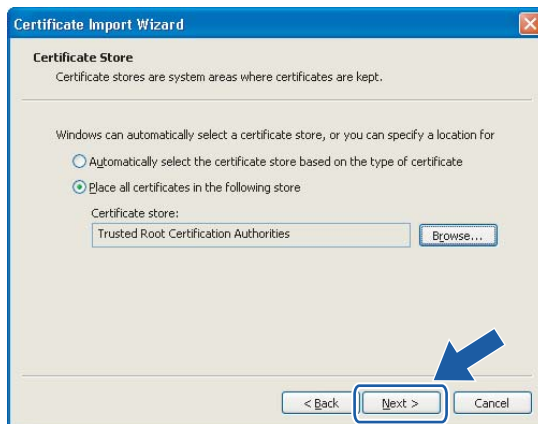 Certificate Import Wizard
Certificate Store
Certificate stores are system areas where certificates are kept.
Windows can automatically select a certificate store, or you can specify a location for
Automatically select the certificate store based on the type of certificate
Place all certificates in the following store
Certificate store:
Trusted Root Certification Authorities
Browse...
< Back
Next >
Cancel